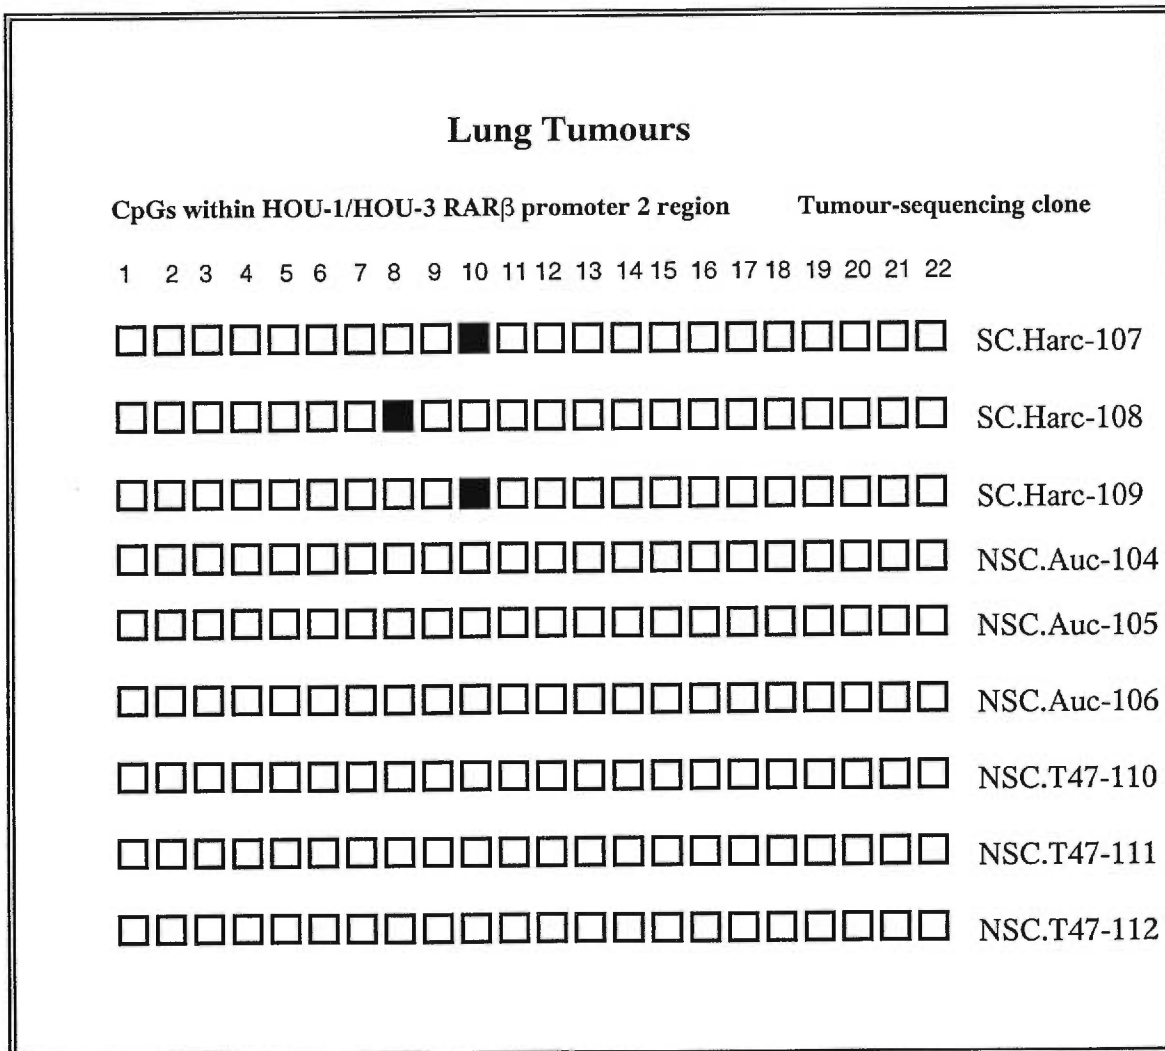 Lung Tumours
CpGs within HOU-1/HOU-3 RARβ promoter 2 region Tumour-sequencing clone
1 2 3 4 5 6 7 8 9 10 11 12 13 14 15 16 17 18 19 20 21 22
SC.Harc-107
SC.Harc-108
SC.Harc-109
NSC.Auc-104
NSC.Auc-105
NSC.Auc-106
NSC.T47-110
NSC.T47-111
NSC.T47-112